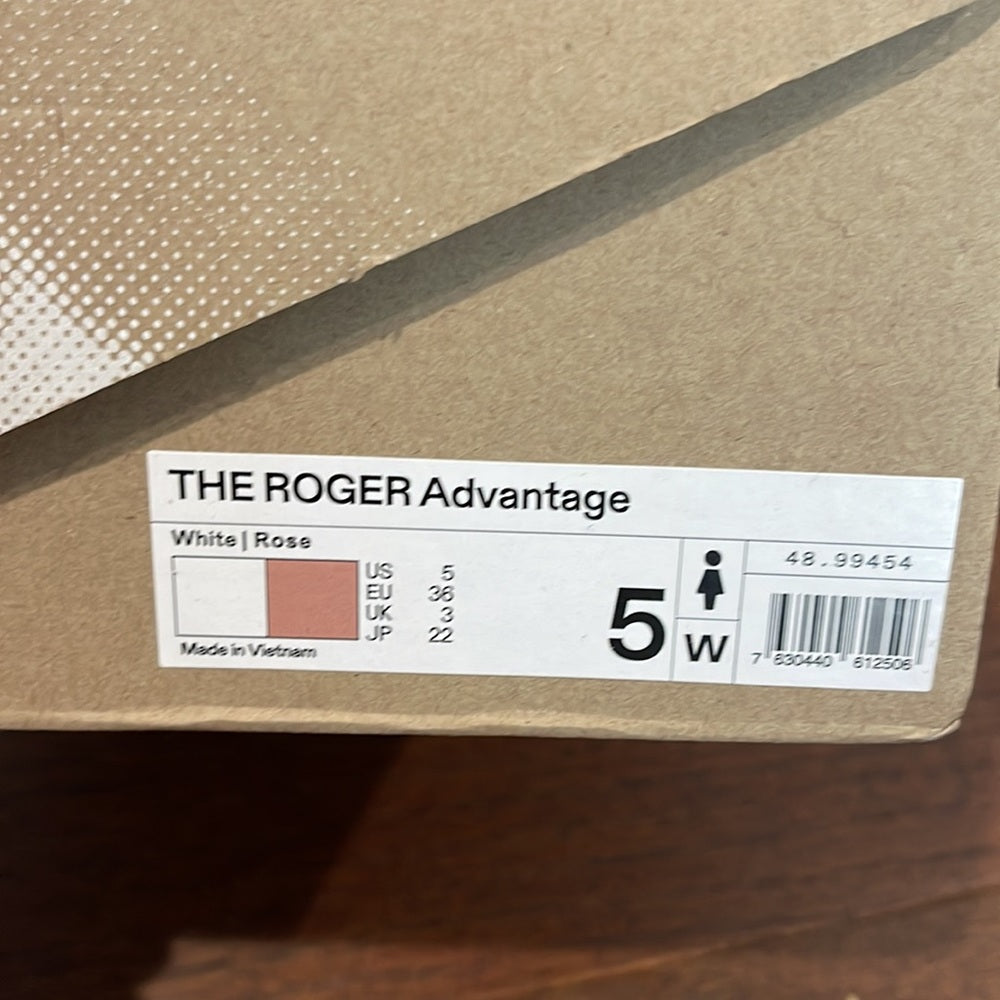 THE ROGER Advantage
White | Rose
US 5
EU 36
UK 3
JP 22
Made in Vietnam
5
W
48.99454
7 630440 612506